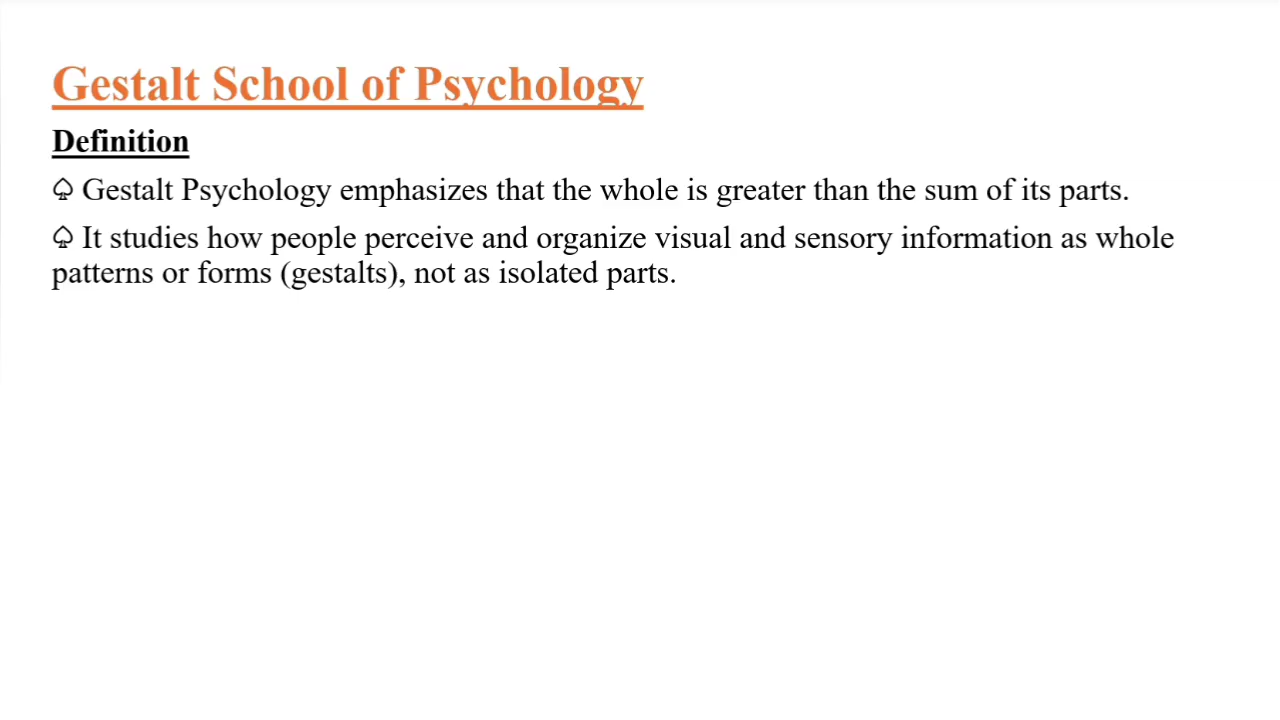 Gestalt School of Psychology
Definition
♤ Gestalt Psychology emphasizes that the whole is greater than the sum of its parts.
♤ It studies how people perceive and organize visual and sensory information as whole
patterns or forms (gestalts), not as isolated parts.